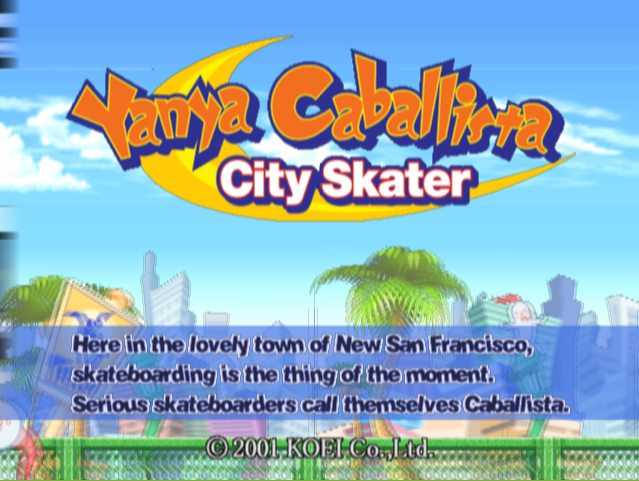 Yanya Caballista
City Skater
Here in the lovely town of New San Francisco,
skateboarding is the thing of the moment.
Serious skateboarders call themselves Caballista.
© 2001 KOEI Co.,Ltd.